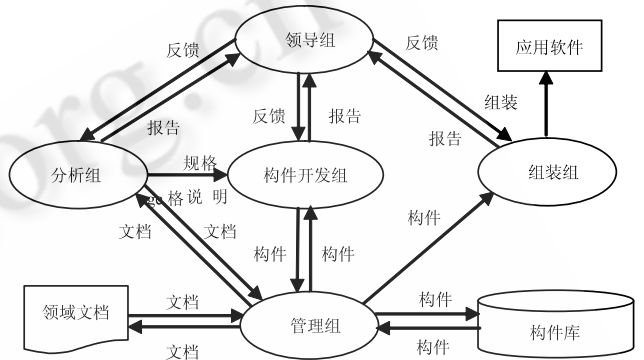 领导组
应用软件
反馈
反馈
反馈
报告
组装
报告
报告
分析组
规格
构件开发组
组装组
格说 明
文档
文档
构件
构件
构件
构件
领域文档
文档
管理组
构件库
文档
构件
org.cn